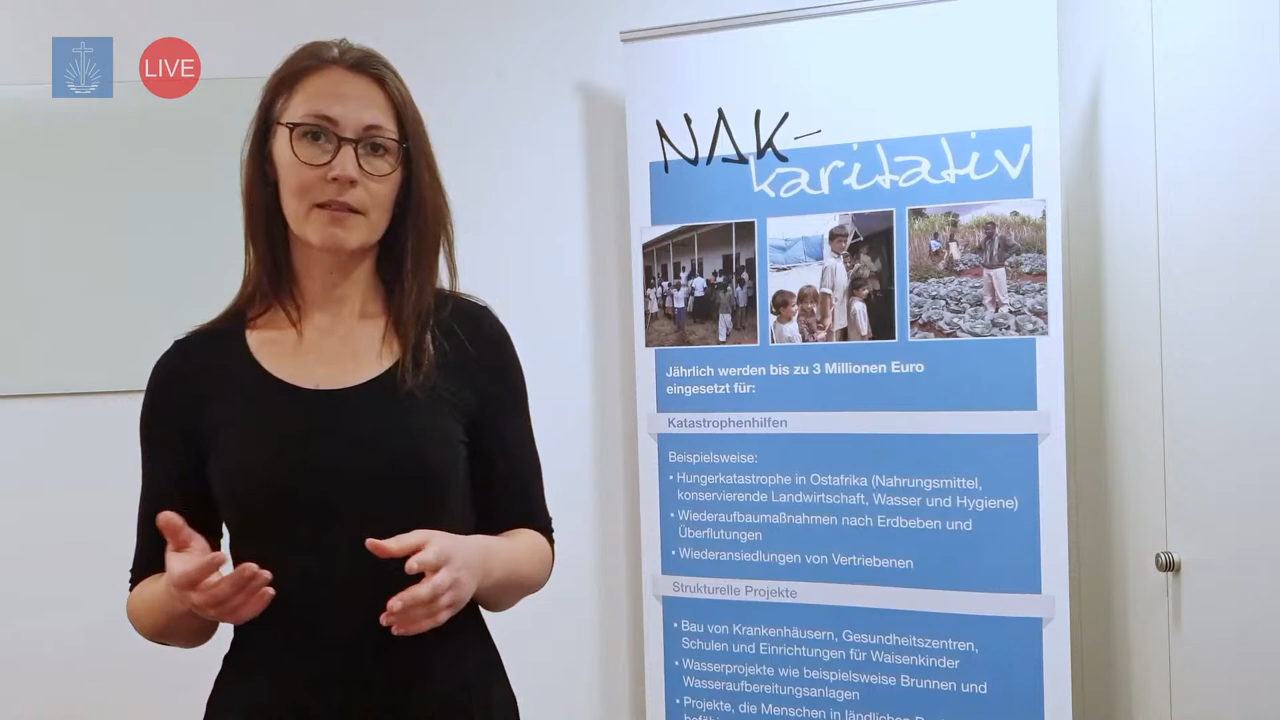 LIVE
NAK-
karitativ
Jährlich werden bis zu 3 Millionen Euro
eingesetzt für:
Katastrophenhilfen
Beispielsweise:
• Hungerkatastrophe in Ostafrika (Nahrungsmittel,
konservierende Landwirtschaft, Wasser und Hygiene)
• Wiederaufbaumaßnahmen nach Erdbeben und
Überflutungen
• Wiederansiedlungen von Vertriebenen
Strukturelle Projekte
• Bau von Krankenhäusern, Gesundheitszentren,
Schulen und Einrichtungen für Waisenkinder
• Wasserprojekte wie beispielsweise Brunnen und
Wasseraufbereitungsanlagen
• Projekte, die Menschen in ländlichen